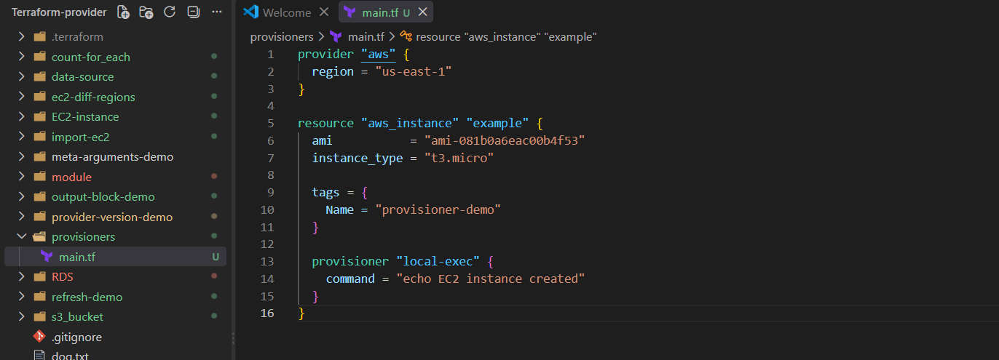 Terraform-provider
.terraform
count-for_each
data-source
ec2-diff-regions
EC2-instance
import-ec2
meta-arguments-demo
module
output-block-demo
provider-version-demo
provisioners
main.tf U
RDS
refresh-demo
s3_bucket
.gitignore
dog.txt
Welcome
main.tf U
provisioners > main.tf > resource "aws_instance" "example"
1 provider "aws" {
2   region = "us-east-1"
3 }
4
5 resource "aws_instance" "example" {
6   ami           = "ami-081b0a6eac00b4f53"
7   instance_type = "t3.micro"
8
9   tags = {
10     Name = "provisioner-demo"
11   }
12
13   provisioner "local-exec" {
14     command = "echo EC2 instance created"
15   }
16 }